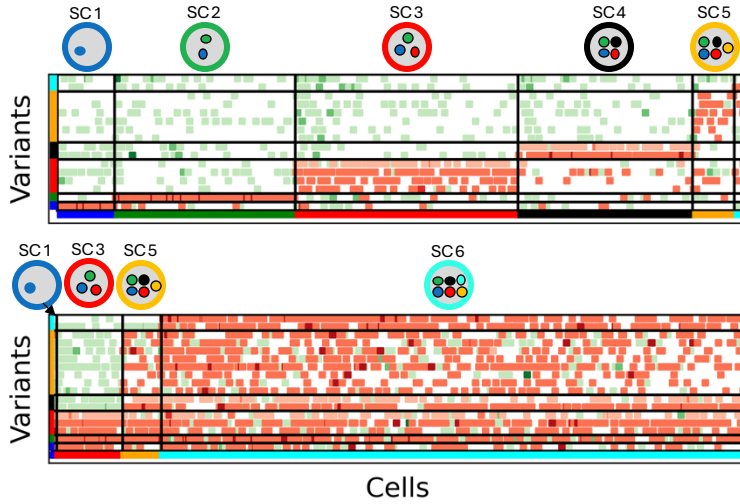 SC1 SC2 SC3 SC4 SC5
Variants
SC1 SC3 SC5 SC6
Variants
Cells